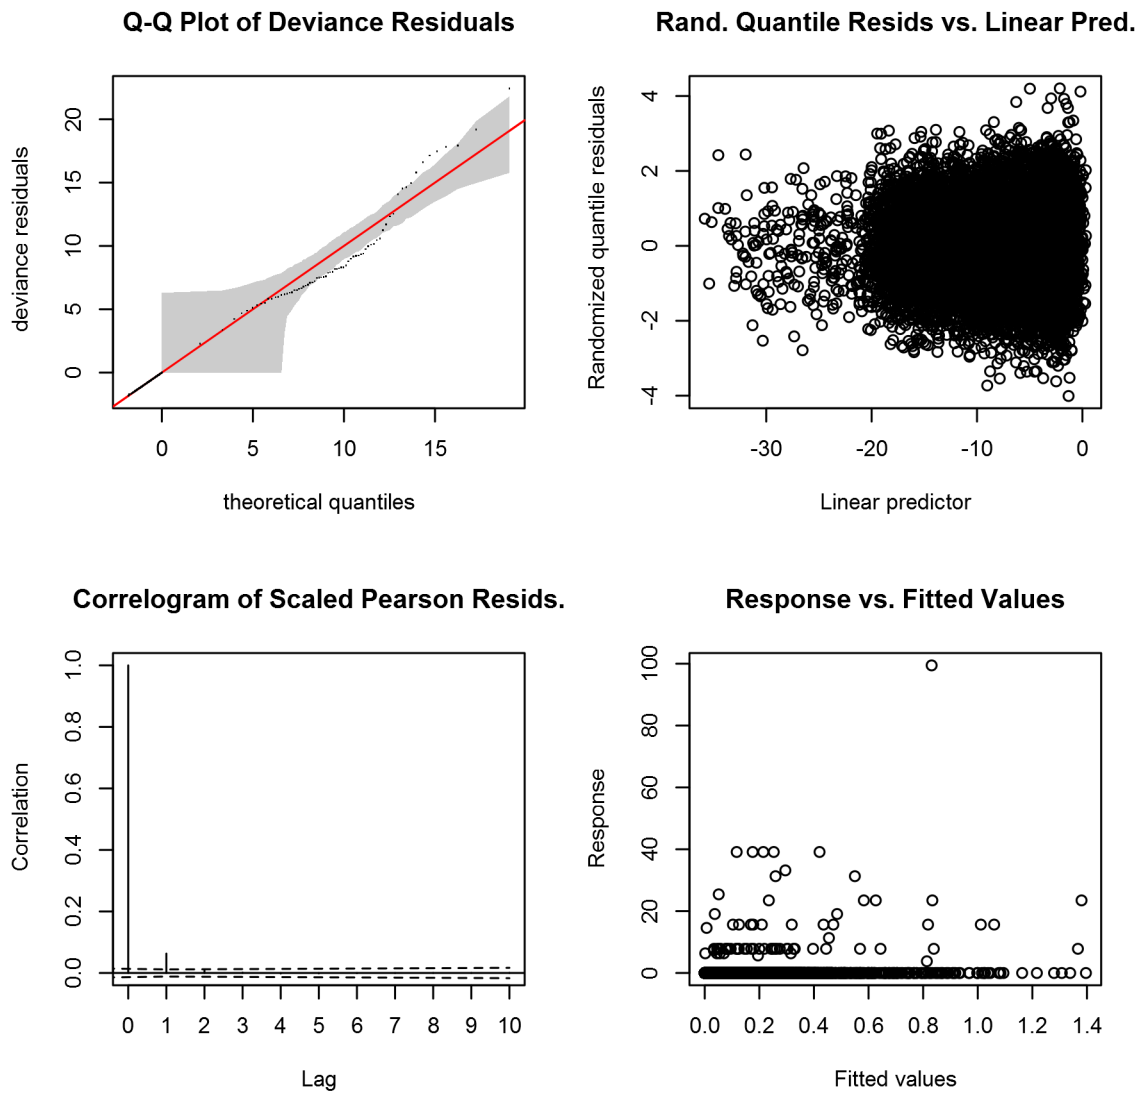 Q-Q Plot of Deviance Residuals
deviance residuals
20
15
10
5
0
0 5 10 15
theoretical quantiles
Rand. Quantile Resids vs. Linear Pred.
Randomized quantile residuals
4
2
0
-2
-4
-30 -20 -10 0
Linear predictor
Correlogram of Scaled Pearson Resids.
Correlation
1.0
0.8
0.6
0.4
0.2
0.0
0 1 2 3 4 5 6 7 8 9 10
Lag
Response vs. Fitted Values
Response
100
80
60
40
20
0
0.0 0.2 0.4 0.6 0.8 1.0 1.2 1.4
Fitted values